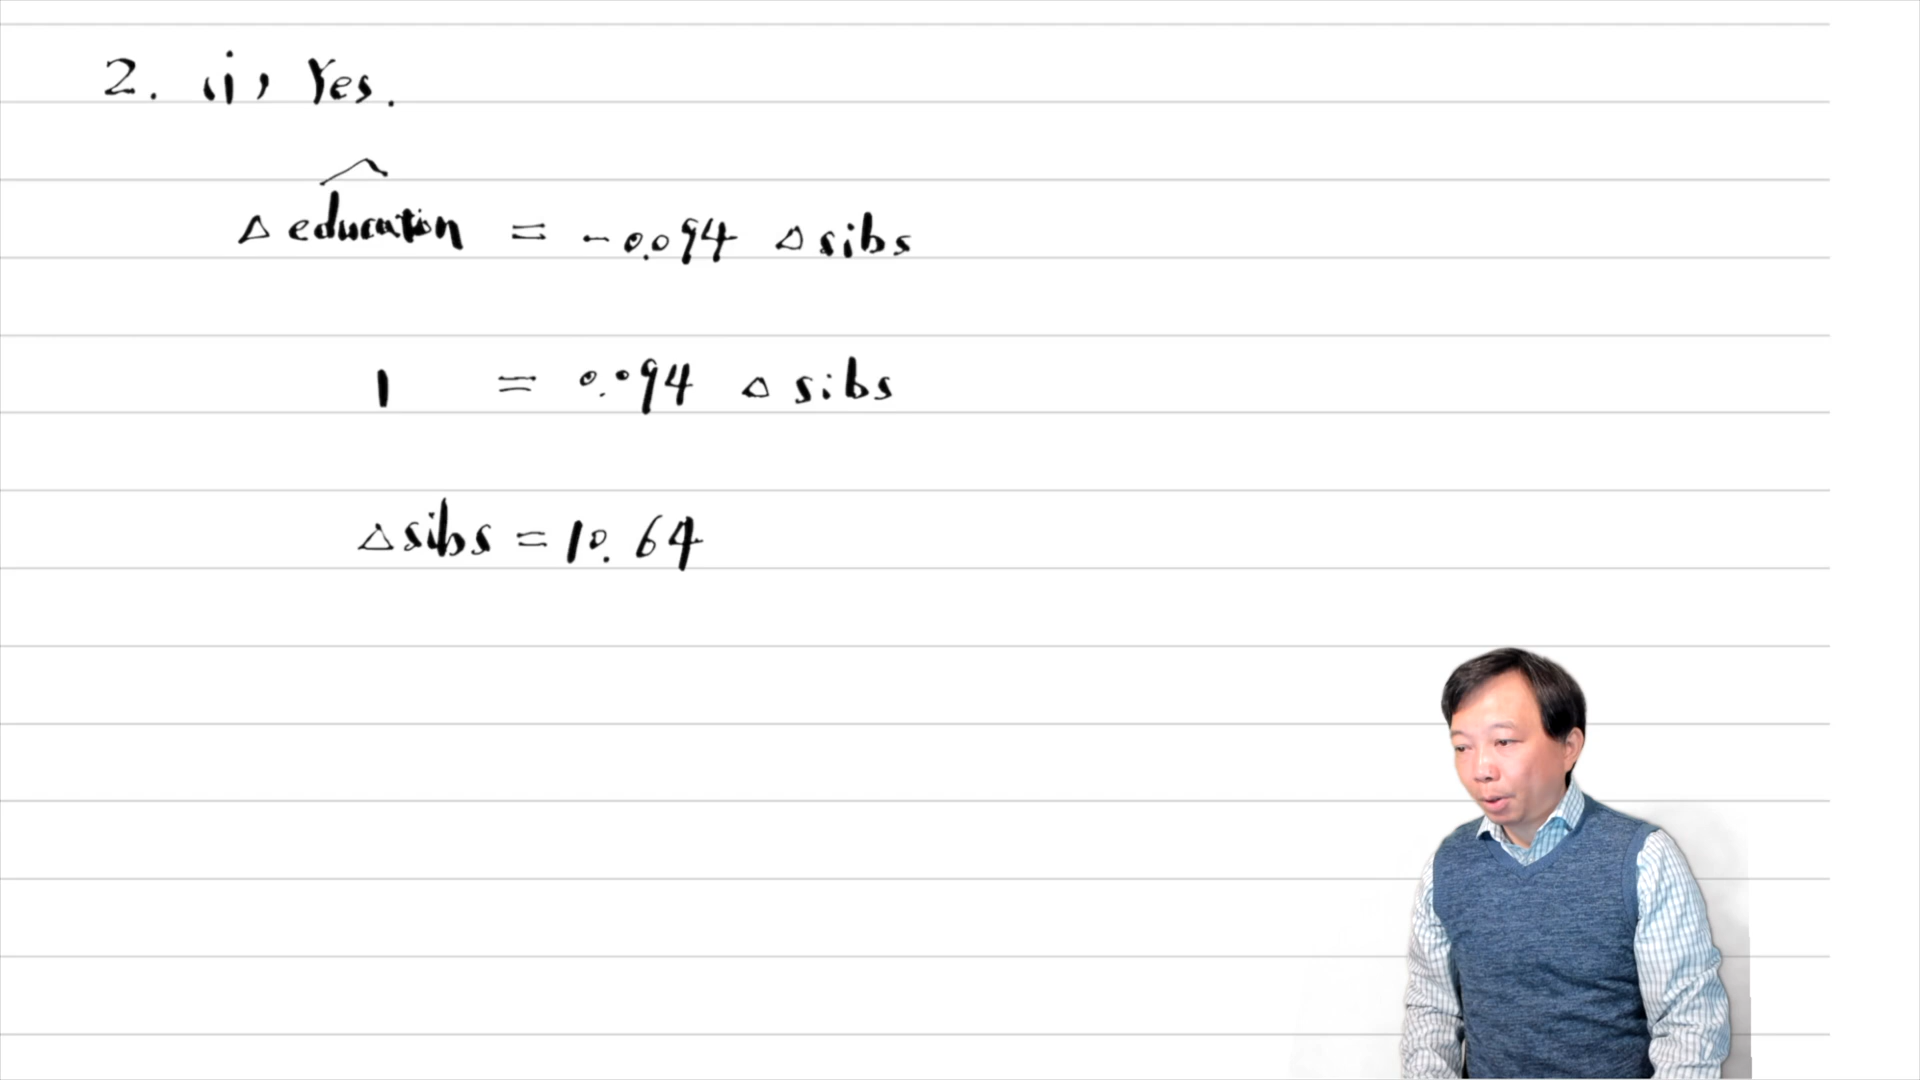 2. (i), Yes.
△ education^ = -0.094 △ sibs
1 = 0.094 △ sibs
△ sibs = 10.64